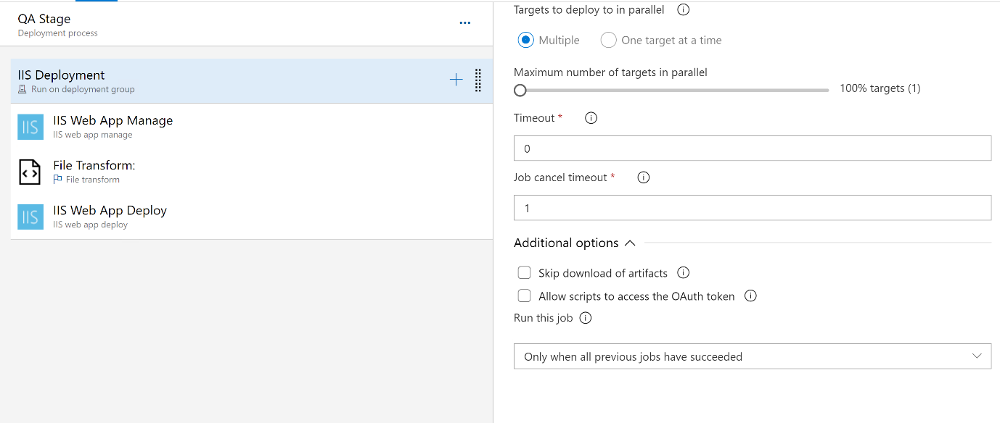 QA Stage
Deployment process
IIS Deployment
Run on deployment group
IIS
IIS Web App Manage
IIS web app manage
File Transform:
File transform
IIS
IIS Web App Deploy
IIS web app deploy
Targets to deploy to in parallel
Multiple
One target at a time
Maximum number of targets in parallel
100% targets (1)
Timeout *
0
Job cancel timeout *
1
Additional options
Skip download of artifacts
Allow scripts to access the OAuth token
Run this job
Only when all previous jobs have succeeded